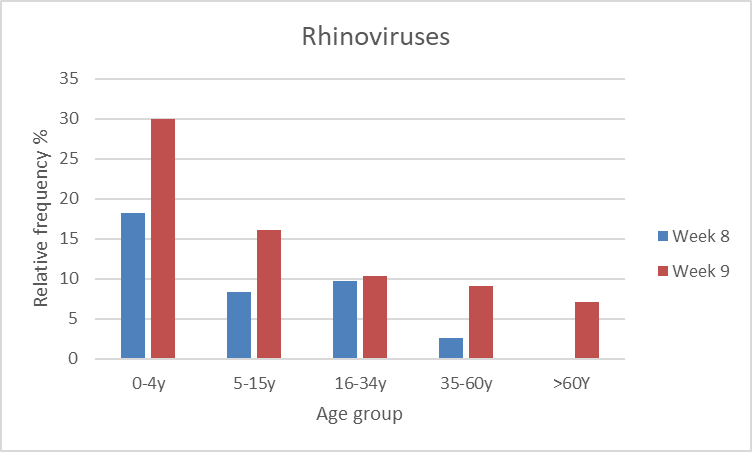 Rhinoviruses
Relative frequency %
35
30
25
20
15
10
5
0
0-4y 5-15y 16-34y 35-60y >60Y
Age group
Week 8
Week 9